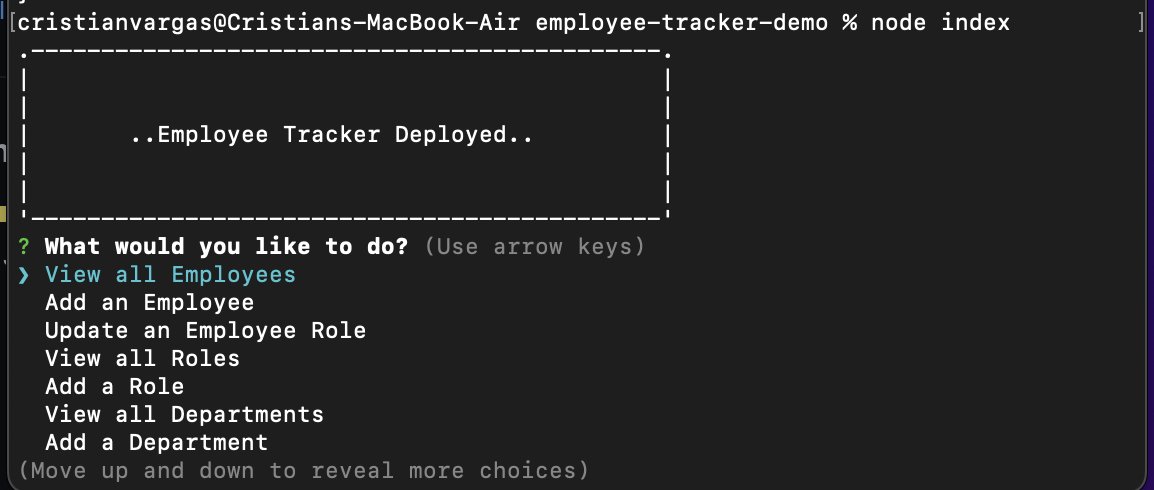 [cristianvargas@Cristians-MacBook-Air employee-tracker-demo % node index ]
..Employee Tracker Deployed..
? What would you like to do? (Use arrow keys)
❯ View all Employees
Add an Employee
Update an Employee Role
View all Roles
Add a Role
View all Departments
Add a Department
(Move up and down to reveal more choices)